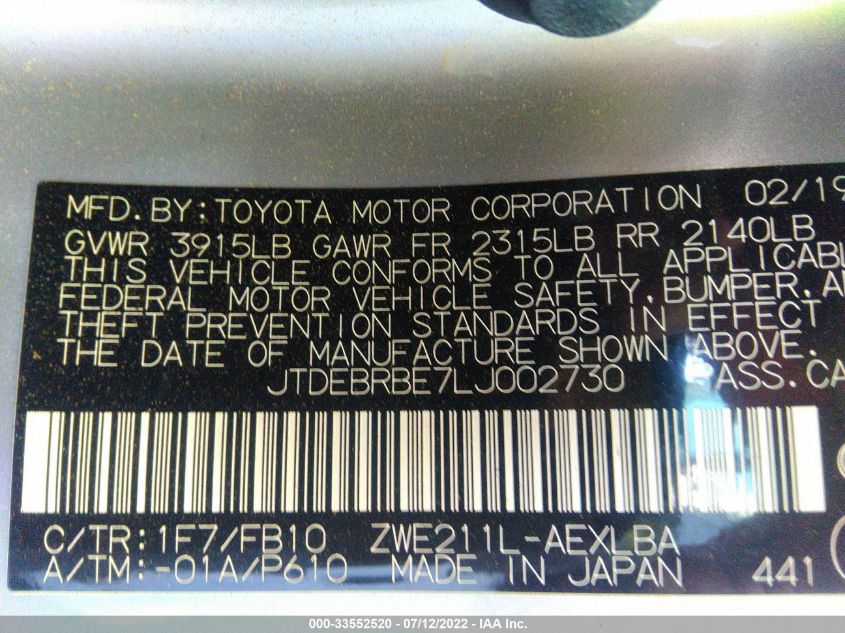 MFD. BY: TOYOTA MOTOR CORPORATION 02/19
GVWR 3915LB GAWR FR 2315LB RR 2140LB
THIS VEHICLE CONFORMS TO ALL APPLICABL
FEDERAL MOTOR VEHICLE SAFETY, BUMPER, A
THEFT PREVENTION STANDARDS IN EFFECT
THE DATE OF MANUFACTURE SHOWN ABOVE.
JTDEBRBE7LJ002730 PASS. CA
C/TR: 1F7/FB10 ZWE211L-AEXLBA
A/TM: -01A/P610 MADE IN JAPAN 441
000-33552520 - 07/12/2022 - IAA Inc.